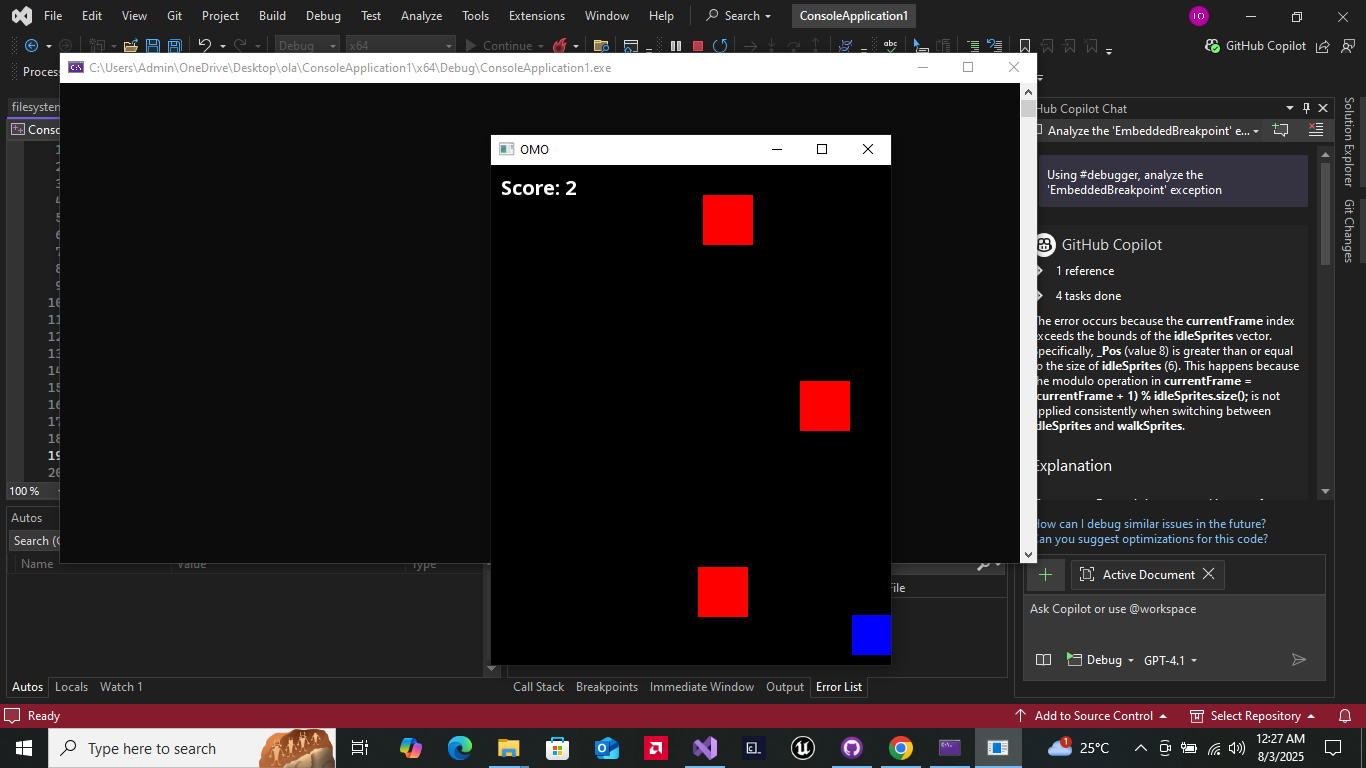 File Edit View Git Project Build Debug Test Analyze Tools Extensions Window Help Search ConsoleApplication1 IO
Debug x64 Continue GitHub Copilot
Process
C:\Users\Admin\OneDrive\Desktop\ola\ConsoleApplication1\x64\Debug\ConsoleApplication1.exe
filesystem
Conso
1
2
3
4
5
6
7
8
9
10
11
12
13
14
15
16
17
18
19
20
100 %
OMO
Score: 2
Hub Copilot Chat
Analyze the 'EmbeddedBreakpoint' e...
Using #debugger, analyze the
'EmbeddedBreakpoint' exception
GitHub Copilot
1 reference
4 tasks done
The error occurs because the currentFrame index
exceeds the bounds of the idleSprites vector.
Specifically, _Pos (value 8) is greater than or equal
to the size of idleSprites (6). This happens because
the modulo operation in currentFrame =
(currentFrame + 1) % idleSprites.size(); is not
applied consistently when switching between
idleSprites and walkSprites.
Explanation
How can I debug similar issues in the future?
Can you suggest optimizations for this code?
Active Document
Ask Copilot or use @workspace
Debug GPT-4.1
Solution Explorer
Git Changes
Autos
Search (C
Name Value Type
File
Autos Locals Watch 1
Call Stack Breakpoints Immediate Window Output Error List
Ready Add to Source Control Select Repository
Type here to search
1
25°C
12:27 AM
8/3/2025